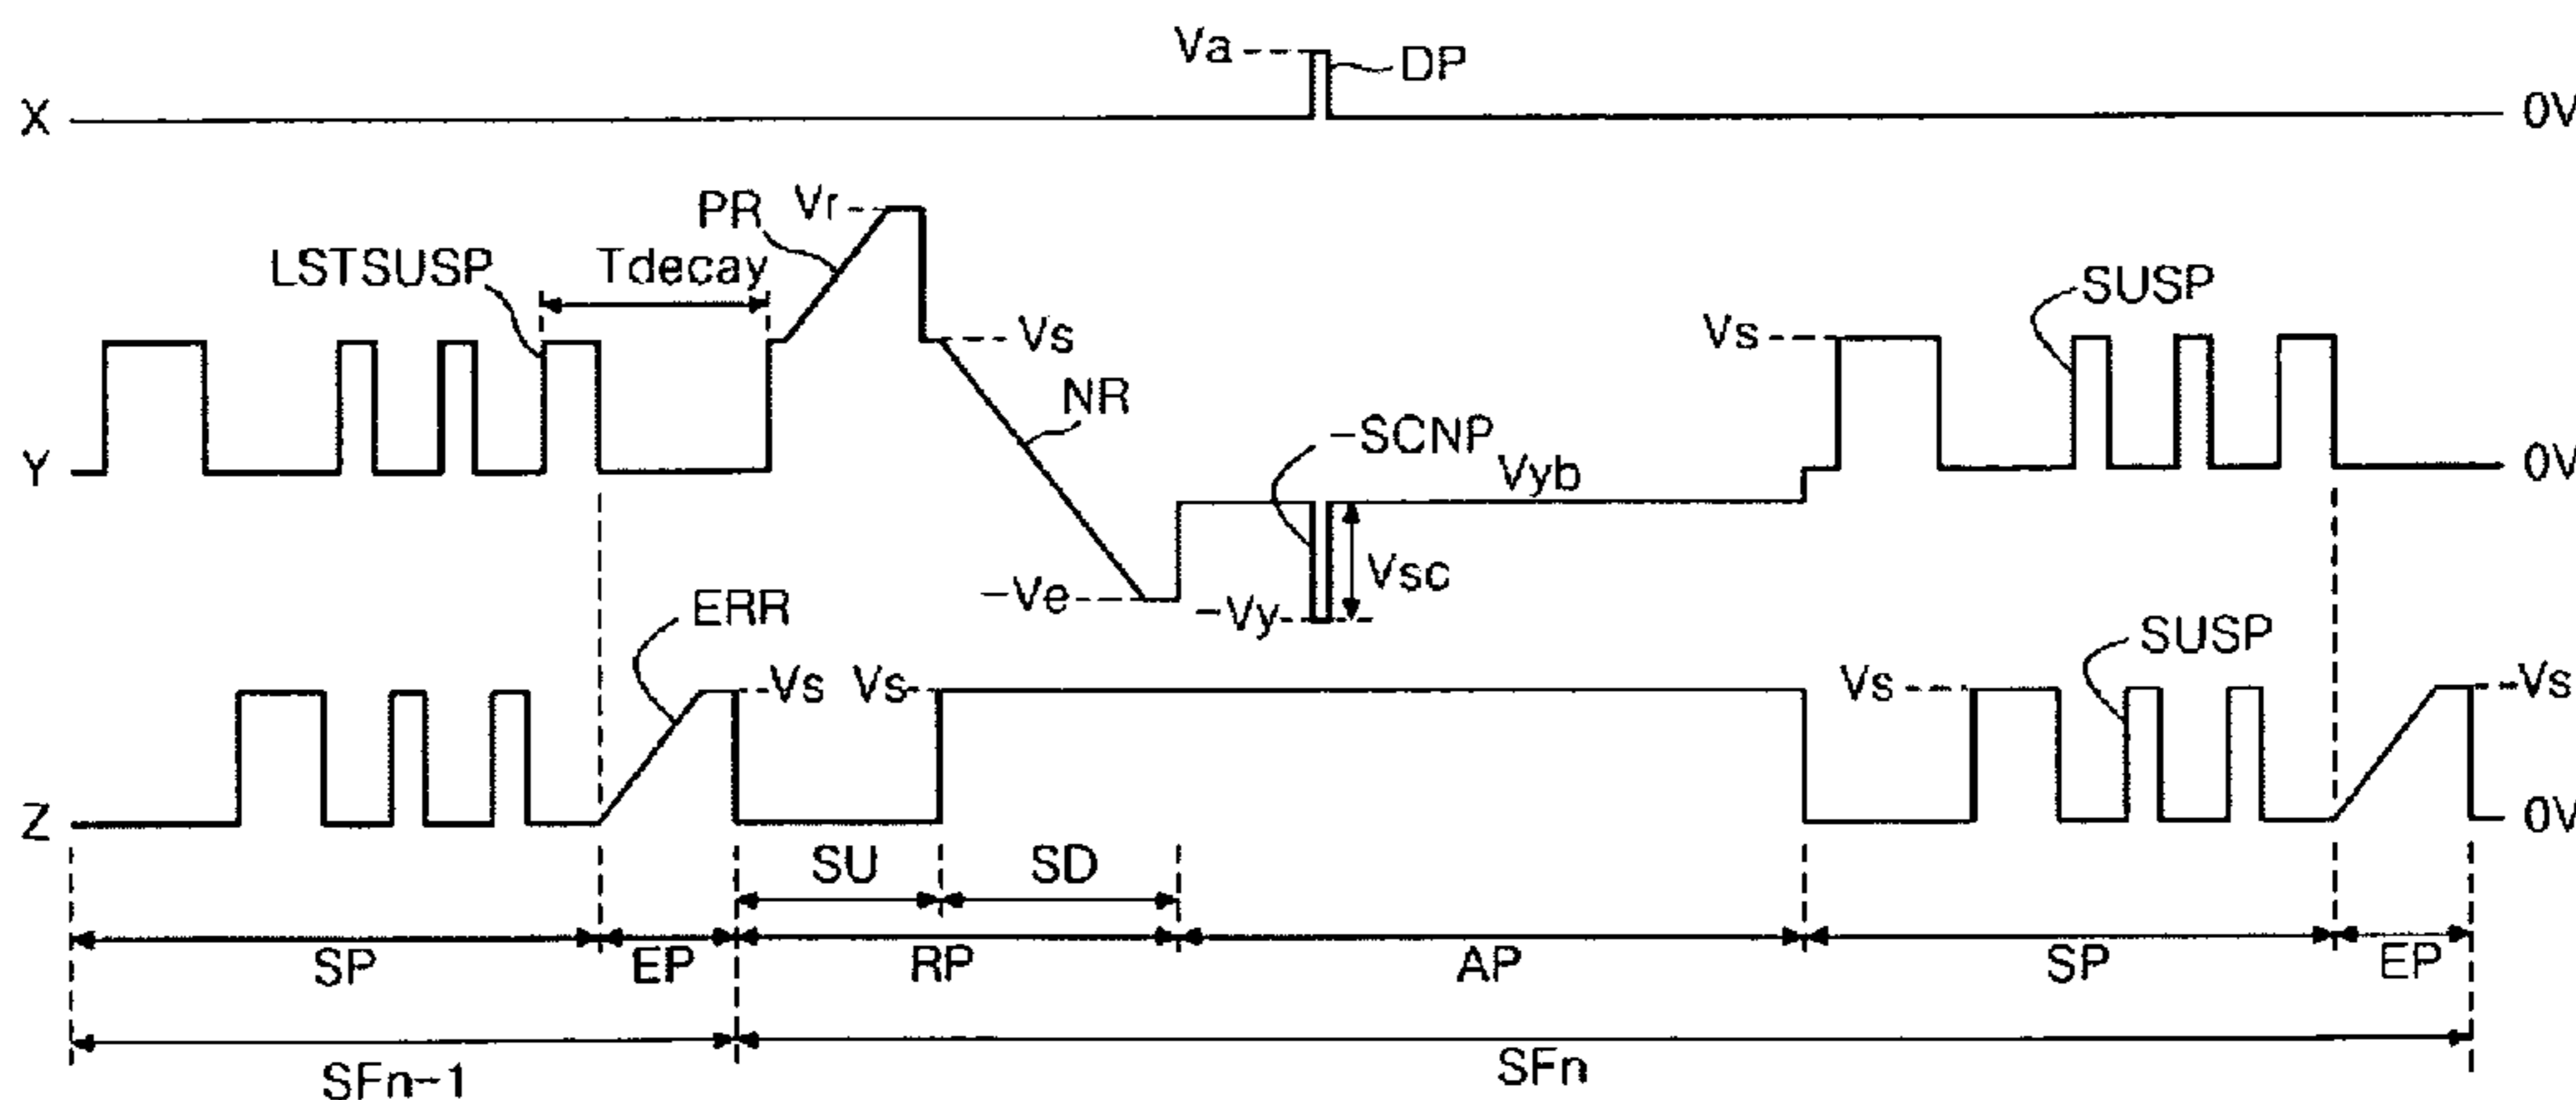 Va
DP
X
0V
PR
Vr
LSTSUSP
Tdecay
SUSP
Vs
Vs
NR
-SCNP
Vyb
Y
0V
Vsc
-Ve
-Vy
ERR
SUSP
Vs
Vs
Vs
Vs
Z
0V
SU
SD
SP
EP
RP
AP
SP
EP
SFn-1
SFn